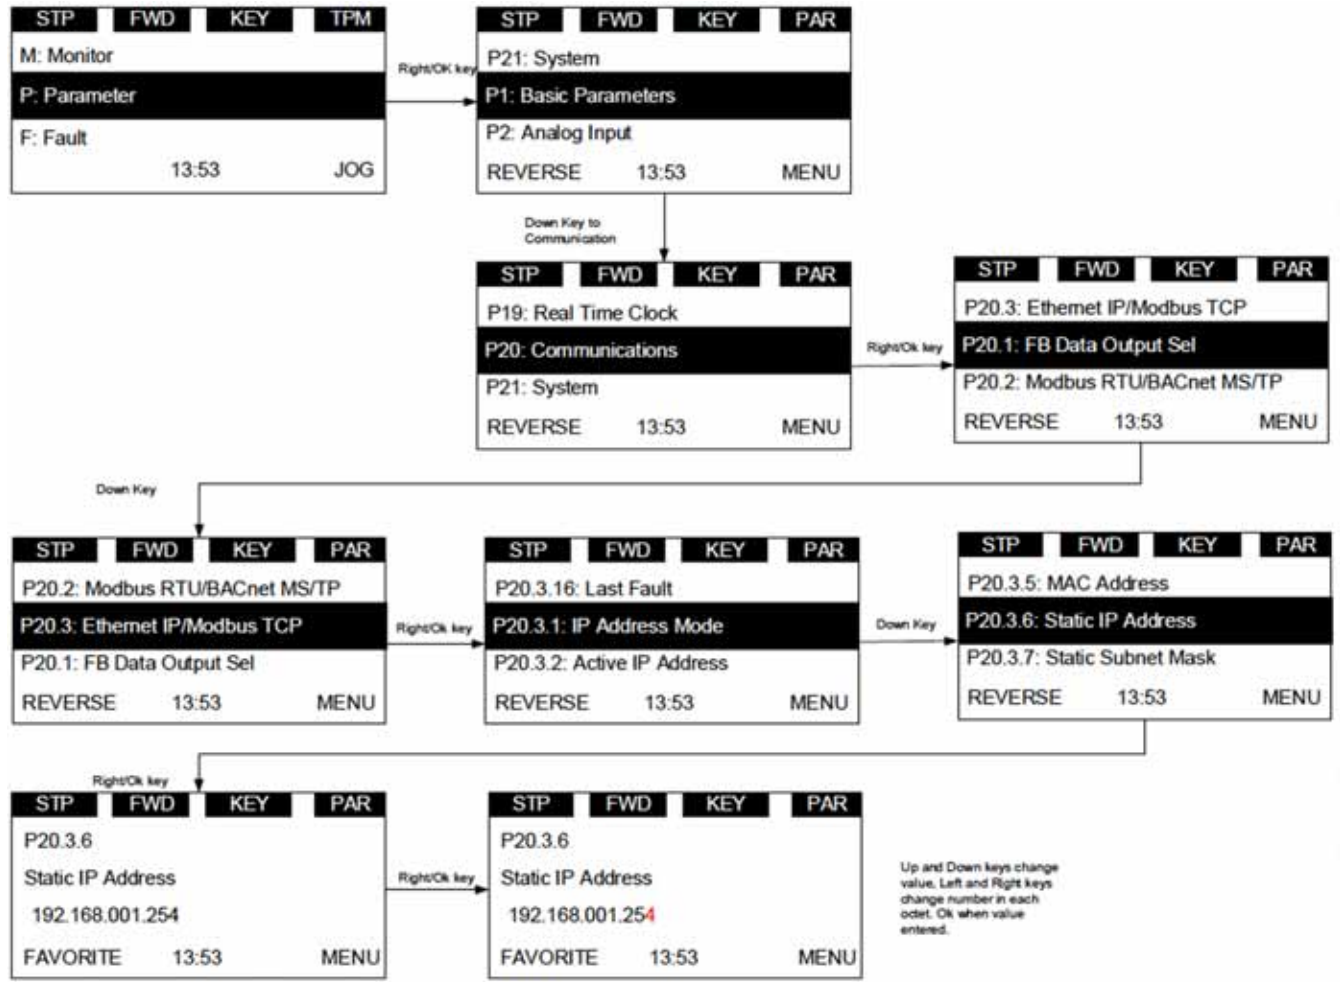 STP FWD KEY TPM
M: Monitor
P: Parameter
F: Fault
13:53 JOG
Right/OK key
STP FWD KEY PAR
P21: System
P1: Basic Parameters
P2: Analog Input
REVERSE 13:53 MENU
Down Key to
Communication
STP FWD KEY PAR
P19: Real Time Clock
P20: Communications
P21: System
REVERSE 13:53 MENU
Right/Ok key
STP FWD KEY PAR
P20.3: Ethernet IP/Modbus TCP
P20.1: FB Data Output Sel
P20.2: Modbus RTU/BACnet MS/TP
REVERSE 13:53 MENU
Down Key
STP FWD KEY PAR
P20.2: Modbus RTU/BACnet MS/TP
P20.3: Ethernet IP/Modbus TCP
P20.1: FB Data Output Sel
REVERSE 13:53 MENU
Right/Ok key
STP FWD KEY PAR
P20.3.16: Last Fault
P20.3.1: IP Address Mode
P20.3.2: Active IP Address
REVERSE 13:53 MENU
Down Key
STP FWD KEY PAR
P20.3.5: MAC Address
P20.3.6: Static IP Address
P20.3.7: Static Subnet Mask
REVERSE 13:53 MENU
Right/Ok key
STP FWD KEY PAR
P20.3.6
Static IP Address
192.168.001.254
FAVORITE 13:53 MENU
Right/Ok key
STP FWD KEY PAR
P20.3.6
Static IP Address
192.168.001.254
FAVORITE 13:53 MENU
Up and Down keys change
value, Left and Right keys
change number in each
octet. Ok when value
entered.